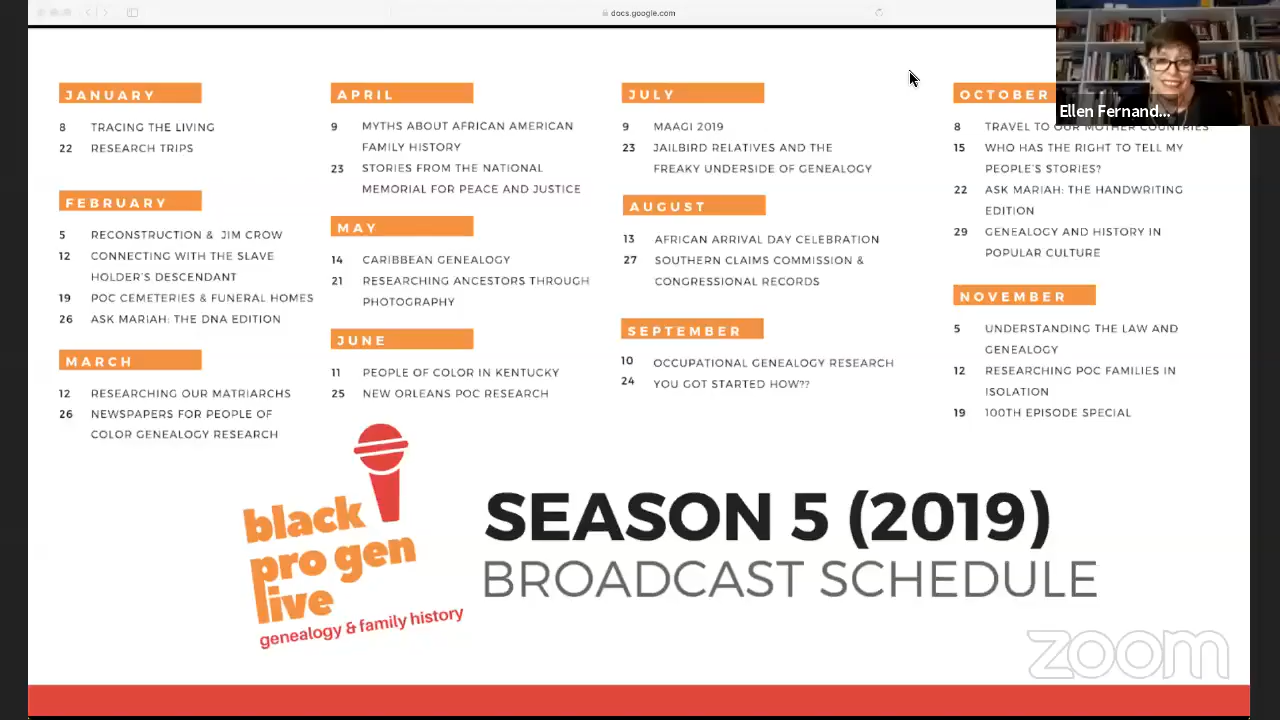 docs.google.com
Ellen Fernand...
JANUARY
8 TRACING THE LIVING
22 RESEARCH TRIPS
FEBRUARY
5 RECONSTRUCTION & JIM CROW
12 CONNECTING WITH THE SLAVE
HOLDER'S DESCENDANT
19 POC CEMETERIES & FUNERAL HOMES
26 ASK MARIAH: THE DNA EDITION
MARCH
12 RESEARCHING OUR MATRIARCHS
26 NEWSPAPERS FOR PEOPLE OF
COLOR GENEALOGY RESEARCH
APRIL
9 MYTHS ABOUT AFRICAN AMERICAN
FAMILY HISTORY
23 STORIES FROM THE NATIONAL
MEMORIAL FOR PEACE AND JUSTICE
MAY
14 CARIBBEAN GENEALOGY
21 RESEARCHING ANCESTORS THROUGH
PHOTOGRAPHY
JUNE
11 PEOPLE OF COLOR IN KENTUCKY
25 NEW ORLEANS POC RESEARCH
JULY
9 MAAGI 2019
23 JAILBIRD RELATIVES AND THE
FREAKY UNDERSIDE OF GENEALOGY
AUGUST
13 AFRICAN ARRIVAL DAY CELEBRATION
27 SOUTHERN CLAIMS COMMISSION &
CONGRESSIONAL RECORDS
SEPTEMBER
10 OCCUPATIONAL GENEALOGY RESEARCH
24 YOU GOT STARTED HOW??
OCTOBER
8 TRAVEL TO OUR MOTHER COUNTRIES
15 WHO HAS THE RIGHT TO TELL MY
PEOPLE'S STORIES?
22 ASK MARIAH: THE HANDWRITING
EDITION
29 GENEALOGY AND HISTORY IN
POPULAR CULTURE
NOVEMBER
5 UNDERSTANDING THE LAW AND
GENEALOGY
12 RESEARCHING POC FAMILIES IN
ISOLATION
19 100TH EPISODE SPECIAL
black
pro gen
live
genealogy & family history
SEASON 5 (2019)
BROADCAST SCHEDULE
zoom